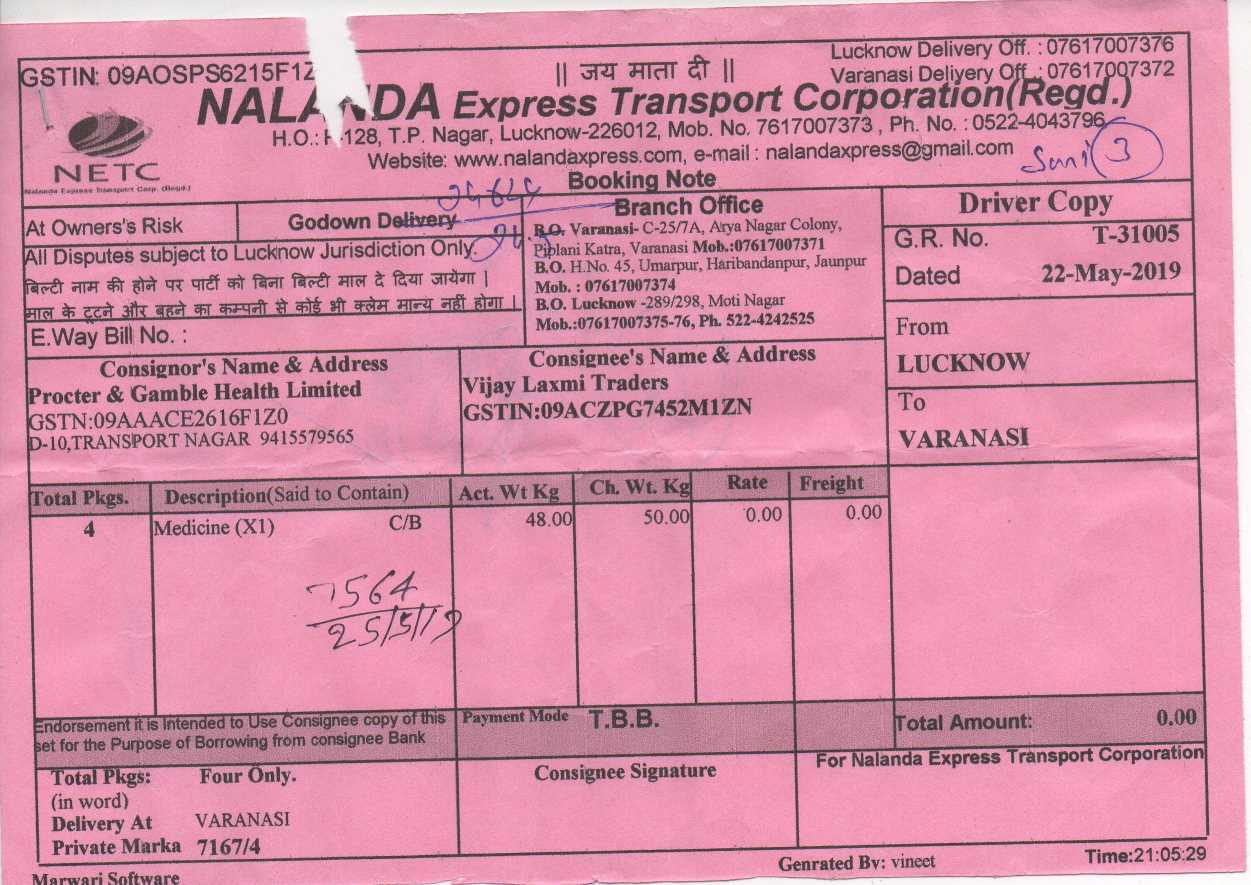 GSTIN: 09AOSPS6215F1Z
|| जय माता दी ||
Lucknow Delivery Off. : 07617007376
Varanasi Deliyery Off. : 07617007372
NALANDA Express Transport Corporation(Regd.)
H.O.: -128, T.P. Nagar, Lucknow-226012, Mob. No. 7617007373 , Ph. No. : 0522-4043796
Website: www.nalandaxpress.com, e-mail : nalandaxpress@gmail.com
NETC
Nalanda Express Transport Corp. (Regd.)
3
Booking Note
At Owners's Risk
Godown Delivery
All Disputes subject to Lucknow Jurisdiction Only.
बिल्टी नाम की होने पर पार्टी को बिना बिल्टी माल दे दिया जायेगा |
माल के टूटने और बहने का कम्पनी से कोई भी क्लेम मान्य नहीं होगा |
E.Way Bill No. :
Branch Office
B.O. Varanasi- C-25/7A, Arya Nagar Colony,
Piplani Katra, Varanasi Mob.:07617007371
B.O. H.No. 45, Umarpur, Haribandanpur, Jaunpur
Mob. : 07617007374
B.O. Lucknow -289/298, Moti Nagar
Mob.:07617007375-76, Ph. 522-4242525
Driver Copy
G.R. No. T-31005
Dated 22-May-2019
From
LUCKNOW
To
VARANASI
Consignor's Name & Address
Procter & Gamble Health Limited
GSTN:09AAACE2616F1Z0
D-10,TRANSPORT NAGAR 9415579565
Consignee's Name & Address
Vijay Laxmi Traders
GSTIN:09ACZPG7452M1ZN
Total Pkgs. Description(Said to Contain) Act. Wt Kg Ch. Wt. Kg Rate Freight
4 Medicine (X1) C/B 48.00 50.00 0.00 0.00
7564
25/5/19
Endorsement it is Intended to Use Consignee copy of this
set for the Purpose of Borrowing from consignee Bank
Payment Mode T.B.B.
Total Amount: 0.00
Total Pkgs: Four Only.
(in word)
Delivery At VARANASI
Private Marka 7167/4
Consignee Signature
For Nalanda Express Transport Corporation
Marwari Software
Genrated By: vineet
Time:21:05:29